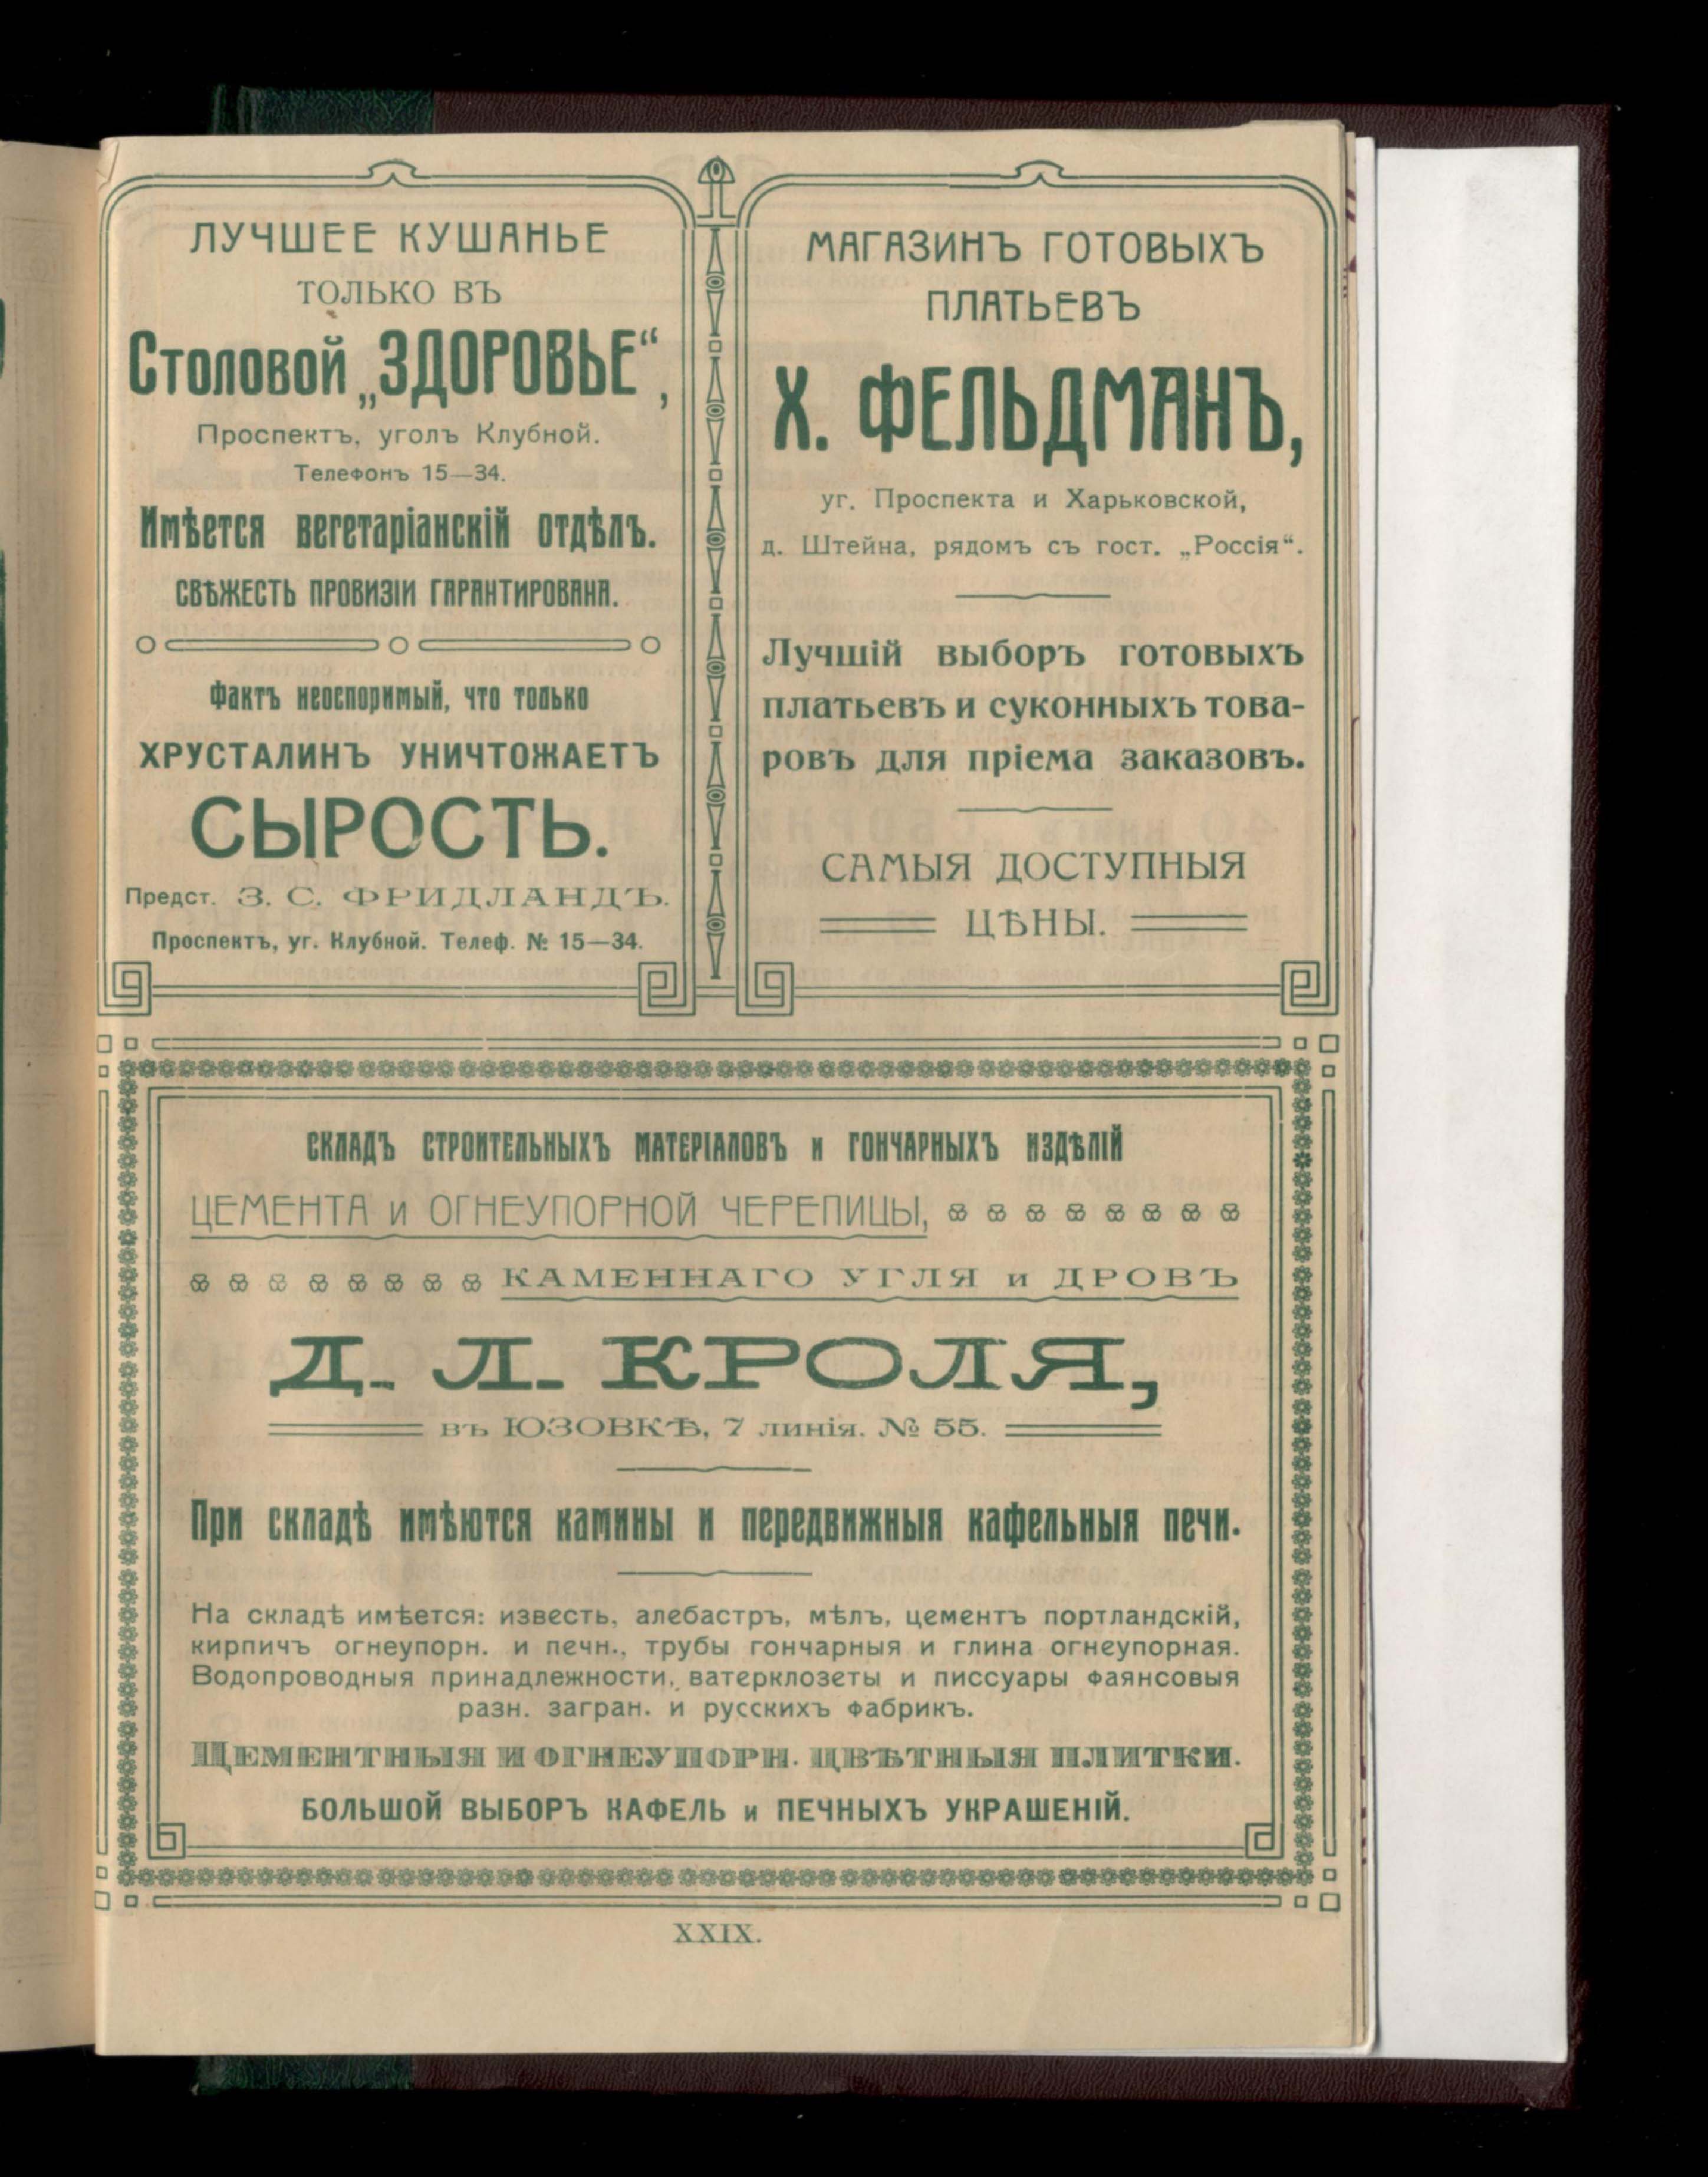 ЛУЧШЕЕ КУШАНЬЕ
ТОЛЬКО ВЪ
Столовой „ЗДОРОВЬЕ“,
Проспектъ, уголъ Клубной.
Телефонъ 15—34.
Имѣется вегетаріанскій отдѣлъ.
СВѢЖЕСТЬ ПРОВИЗІИ ГАРАНТИРОВАНА.
Фактъ неоспоримый, что только
ХРУСТАЛИНЪ УНИЧТОЖАЕТЪ
СЫРОСТЬ.
Предст. З. С. ФРИДЛАНДЪ.
Проспектъ, уг. Клубной. Телеф. № 15—34.
МАГАЗИНЪ ГОТОВЫХЪ
ПЛАТЬЕВЪ
Х. ФЕЛЬДМАНЪ,
уг. Проспекта и Харьковской,
д. Штейна, рядомъ съ гост. „Россія“.
Лучшій выборъ готовыхъ
платьевъ и суконныхъ това-
ровъ для пріема заказовъ.
САМЫЯ ДОСТУПНЫЯ
ЦѢНЫ.
СКЛАДЪ СТРОИТЕЛЬНЫХЪ МАТЕРІАЛОВЪ и ГОНЧАРНЫХЪ ИЗДѢЛІЙ
ЦЕМЕНТА и ОГНЕУПОРНОЙ ЧЕРЕПИЦЫ,
КАМЕННАГО УГЛЯ и ДРОВЪ
Д. Л. КРОЛЯ,
въ ЮЗОВКѢ, 7 линія. № 55.
При складѣ имѣются камины и передвижныя кафельныя печи.
На складѣ имѣется: известь, алебастръ, мѣлъ, цементъ портландскій,
кирпичъ огнеупорн. и печн., трубы гончарныя и глина огнеупорная.
Водопроводныя принадлежности, ватерклозеты и писсуары фаянсовыя
разн. загран. и русскихъ фабрикъ.
ЦЕМЕНТНЫЯ И ОГНЕУПОРН. ЦВѢТНЫЯ ПЛИТКИ.
БОЛЬШОЙ ВЫБОРЪ КАФЕЛЬ и ПЕЧНЫХЪ УКРАШЕНІЙ.
XXIX.